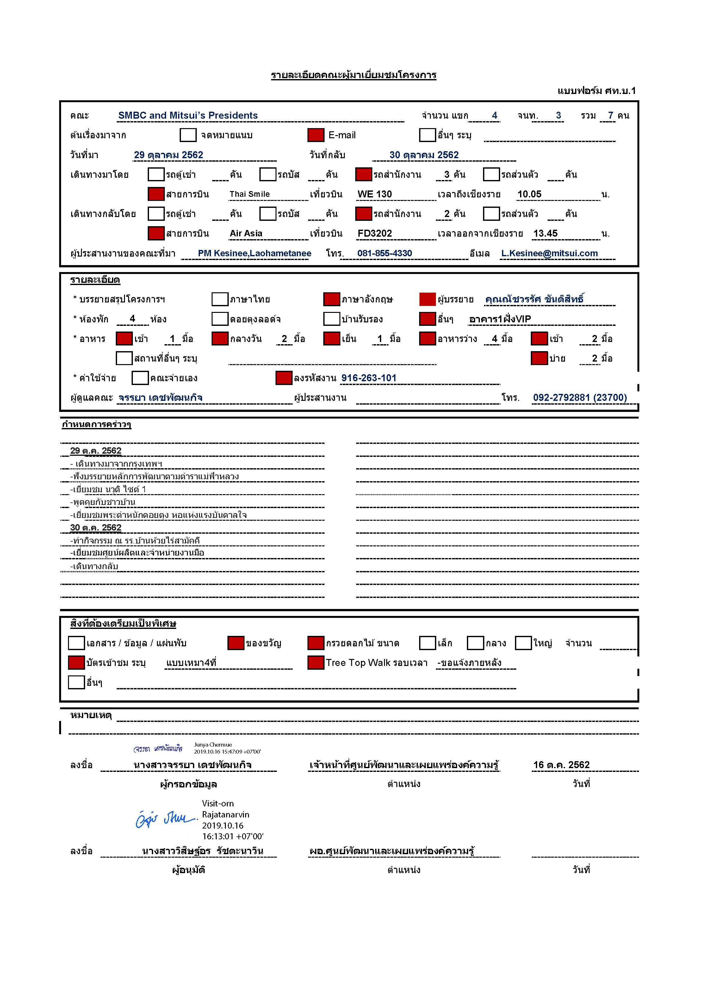 รายละเอียดคณะผู้มาเยี่ยมชมโครงการ
แบบฟอร์ม ศท.บ.1
คณะ SMBC and Mitsui's Presidents จำนวน แขก 4 จนท. 3 รวม 7 คน
ต้นเรื่องมาจาก จดหมายแนบ E-mail อื่นๆ ระบุ
วันที่มา 29 ตุลาคม 2562 วันที่กลับ 30 ตุลาคม 2562
เดินทางมาโดย รถตู้เช่า คัน รถบัส คัน รถสำนักงาน 3 คัน รถส่วนตัว คัน
สายการบิน Thai Smile เที่ยวบิน WE 130 เวลาถึงเชียงราย 10.05 น.
เดินทางกลับโดย รถตู้เช่า คัน รถบัส คัน รถสำนักงาน 2 คัน รถส่วนตัว คัน
สายการบิน Air Asia เที่ยวบิน FD3202 เวลาออกจากเชียงราย 13.45 น.
ผู้ประสานงานของคณะที่มา PM Kesinee,Laohametanee โทร. 081-855-4330 อีเมล L.Kesinee@mitsui.com
รายละเอียด
* บรรยายสรุปโครงการฯ ภาษาไทย ภาษาอังกฤษ ผู้บรรยาย คุณณัชวรรัศ ขันติสิทธิ์
* ห้องพัก 4 ห้อง ดอยตุงลอด์จ บ้านรับรอง อื่นๆ อาคาร1ฝั่งVIP
* อาหาร เช้า 1 มื้อ กลางวัน 2 มื้อ เย็น 1 มื้อ อาหารว่าง 4 มื้อ เช้า 2 มื้อ
สถานที่อื่นๆ ระบุ บ่าย 2 มื้อ
* ค่าใช้จ่าย คณะจ่ายเอง ลงรหัสงาน 916-263-101
ผู้ดูแลคณะ จรรยา เดชพัฒนกิจ ผู้ประสานงาน โทร. 092-2792881 (23700)
กำหนดการคร่าวๆ
29 ต.ค. 2562
- เดินทางมาจากกรุงเทพฯ
-ฟังบรรยายหลักการพัฒนาตามตำราแม่ฟ้าหลวง
-เยี่ยมชม นวุติ ไซต์ 1
-พูดคุยกับชาวบ้าน
-เยี่ยมชมพระตำหนักดอยตุง หอแห่งแรงบันดาลใจ
30 ต.ค. 2562
-ทำกิจกรรม ณ รร.บ้านห้วยไร่สามัคคี
-เยี่ยมชมศูยน์ผลิตและจำหน่ายงานมือ
-เดินทางกลับ
สิ่งที่ต้องเตรียมเป็นพิเศษ
เอกสาร / ข้อมูล / แผ่นพับ ของขวัญ กรวยดอกไม้ ขนาด เล็ก กลาง ใหญ่ จำนวน
บัตรเข้าชม ระบุ แบบเหมา4ที่ Tree Top Walk รอบเวลา -ขอแจ้งภายหลัง
อื่นๆ
หมายเหตุ
จรรยา เดชพัฒนกิจ Junya Chermue
2019.10.16 15:47:09 +07'00'
ลงชื่อ นางสาวจรรยา เดชพัฒนกิจ เจ้าหน้าที่ศูนย์พัฒนาและเผยแพร่องค์ความรู้ 16 ต.ค. 2562
ผู้กรอกข้อมูล ตำแหน่ง วันที่
Visit-orn
Rajatanarvin
2019.10.16
16:13:01 +07'00'
ลงชื่อ นางสาววิสิษฐ์อร รัชตะนาวิน ผอ.ศูนย์พัฒนาและเผยแพร่องค์ความรู้
ผู้อนุมัติ ตำแหน่ง วันที่